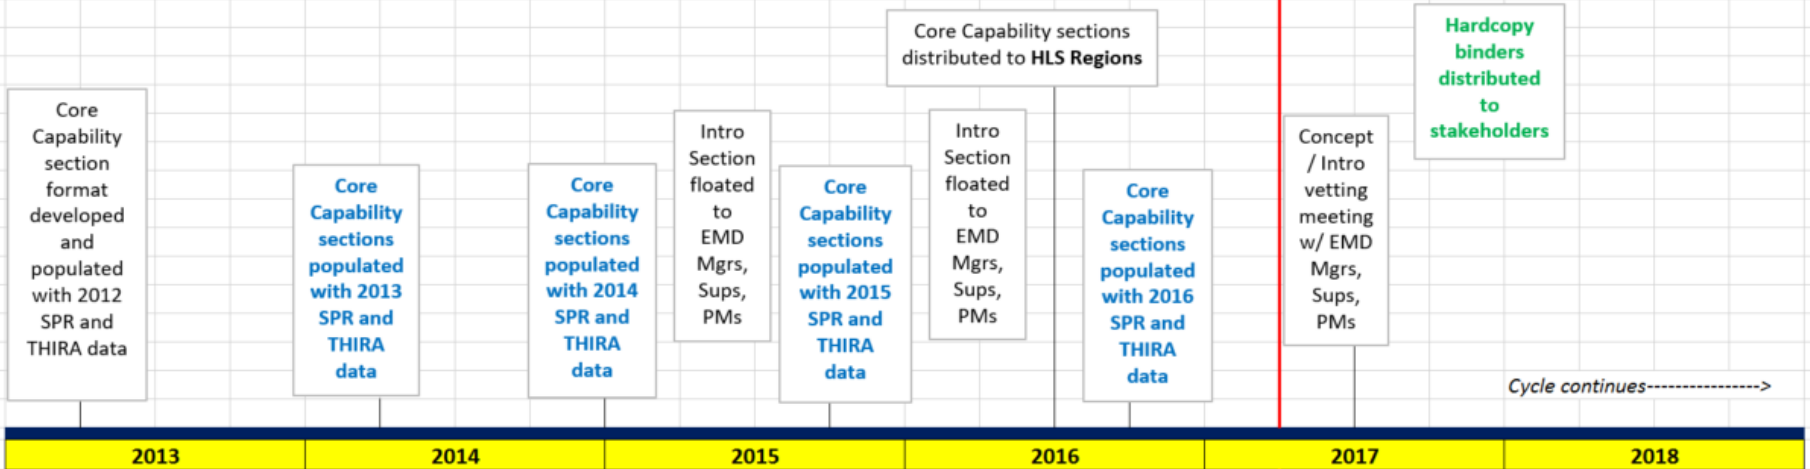 Core
Capability
section
format
developed
and
populated
with 2012
SPR and
THIRA data
Core
Capability
sections
populated
with 2013
SPR and
THIRA
data
Core
Capability
sections
populated
with 2014
SPR and
THIRA
data
Intro
Section
floated
to
EMD
Mgrs,
Sups,
PMs
Core
Capability
sections
populated
with 2015
SPR and
THIRA
data
Core Capability sections
distributed to HLS Regions
Intro
Section
floated
to
EMD
Mgrs,
Sups,
PMs
Core
Capability
sections
populated
with 2016
SPR and
THIRA
data
Concept
/ Intro
vetting
meeting
w/ EMD
Mgrs,
Sups,
PMs
Hardcopy
binders
distributed
to
stakeholders
Cycle continues---------------->
2013
2014
2015
2016
2017
2018